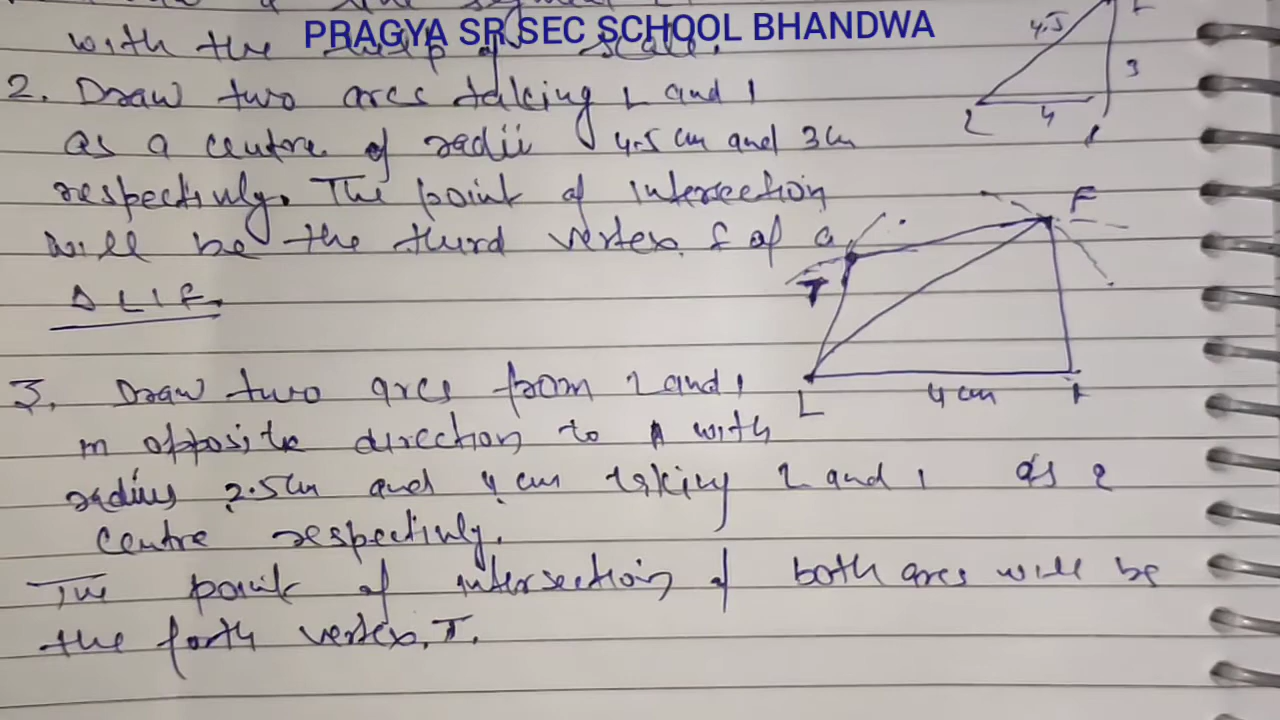 PRAGYA SR.SEC SCHOOL BHANDWA
with the help of scale.
2. Draw two arcs taking L and I
as a centre of radii 4.5 cm and 3 cm
respectively. The point of intersection
will be the third vertex F of a
Δ LIF.
4.5
3
L 4 I
F
T
L 4 cm I
3. Draw two arcs from L and I
in opposite direction to with
radius 2.5 cm and 4 cm taking L and I as a
centre respectively.
The point of intersection of both arcs will be
the forth vertex, T.